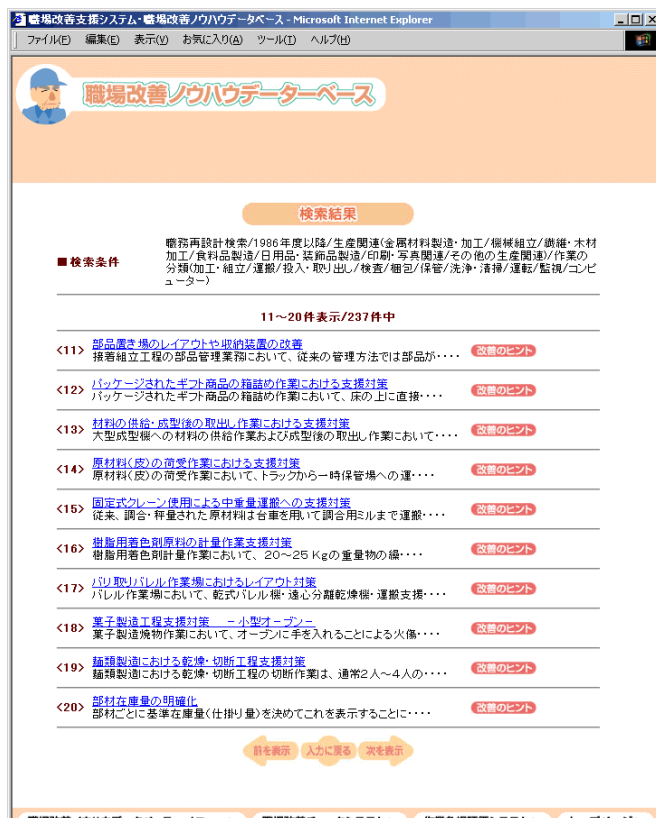 職場改善支援システム・職場改善ノウハウデータベース - Microsoft Internet Explorer
ファイル(F) 編集(E) 表示(V) お気に入り(A) ツール(T) ヘルプ(H)
職場改善ノウハウデーターベース
検索結果
■検索条件
職務再設計検索/1986年度以降/生産関連(金属材料製造・加工/機械組立/繊維・木材
加工/食料品製造/日用品・装飾品製造/印刷・写真関連/その他の生産関連)/作業の
分類(加工・組立/運搬/投入・取り出し/検査/梱包/保管/洗浄・清掃/運転/監視/コンピ
ューター)
11～20件表示/237件中
<11> 部品置き場のレイアウトや収納装置の改善
接着組立工程の部品管理業務において、従来の管理方法では部品が・・・・ 改善のヒント
<12> パッケージされたギフト商品の箱詰め作業における支援対策
パッケージされたギフト商品の箱詰め作業において、床の上に直接・・・・ 改善のヒント
<13> 材料の供給・成型後の取出し作業における支援対策
大型成型機への材料の供給作業および成型後の取出し作業において・・・・ 改善のヒント
<14> 原材料(皮)の荷受作業における支援対策
原材料(皮)の荷受作業において、トラックから一時保管場への運・・・・ 改善のヒント
<15> 固定式クレーン使用による中重量運搬への支援対策
従来、調合・秤量された原材料は台車を用いて調合用ミルまで運搬・・・・ 改善のヒント
<16> 樹脂用着色剤原料の計量作業支援対策
樹脂用着色剤計量作業において、20～25Kgの重量物の繰・・・・ 改善のヒント
<17> バリ取りバレル作業場におけるレイアウト対策
バレル作業場において、乾式バレル機・遠心分離乾燥機・運搬支援・・・・ 改善のヒント
<18> 菓子製造工程支援対策 －小型オーブン－
菓子製造焼物作業において、オーブンに手を入れることによる火傷・・・・ 改善のヒント
<19> 麺類製造における乾燥・切断工程支援対策
麺類製造における乾燥・切断工程の切断作業は、通常2人～4人の・・・・ 改善のヒント
<20> 部材在庫量の明確化
部材ごとに基準在庫量(仕掛り量)を決めてこれを表示することに・・・・ 改善のヒント
前を表示 入力に戻る 次を表示